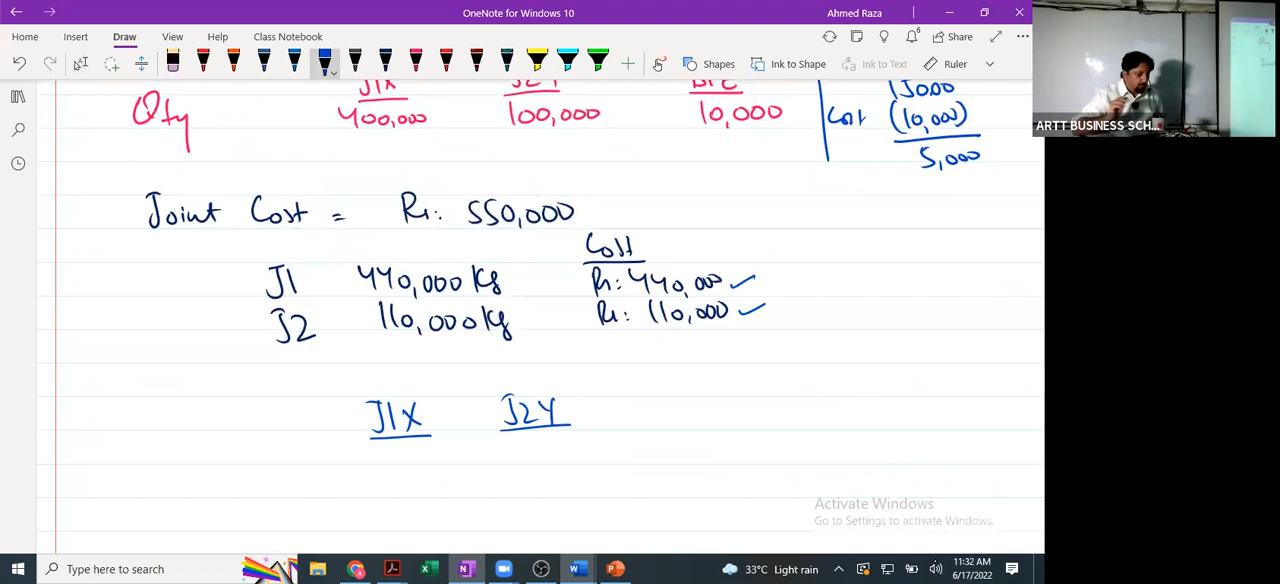 OneNote for Windows 10
Ahmed Raza
Home Insert Draw View Help Class Notebook
Share
Shapes Ink to Shape Ink to Text Ruler
J1X J2Y
15000
Qty 400,000 100,000 10,000 Cost (10,000)
5,000
Joint Cost = Rs: 550,000
Cost
J1 440,000 Kg Rs: 440,000 ✓
J2 110,000 Kg Rs: 110,000 ✓
J1X J2Y
ARTT BUSINESS SCH...
Activate Windows
Go to Settings to activate Windows.
Type here to search
33°C Light rain
11:32 AM
6/17/2022